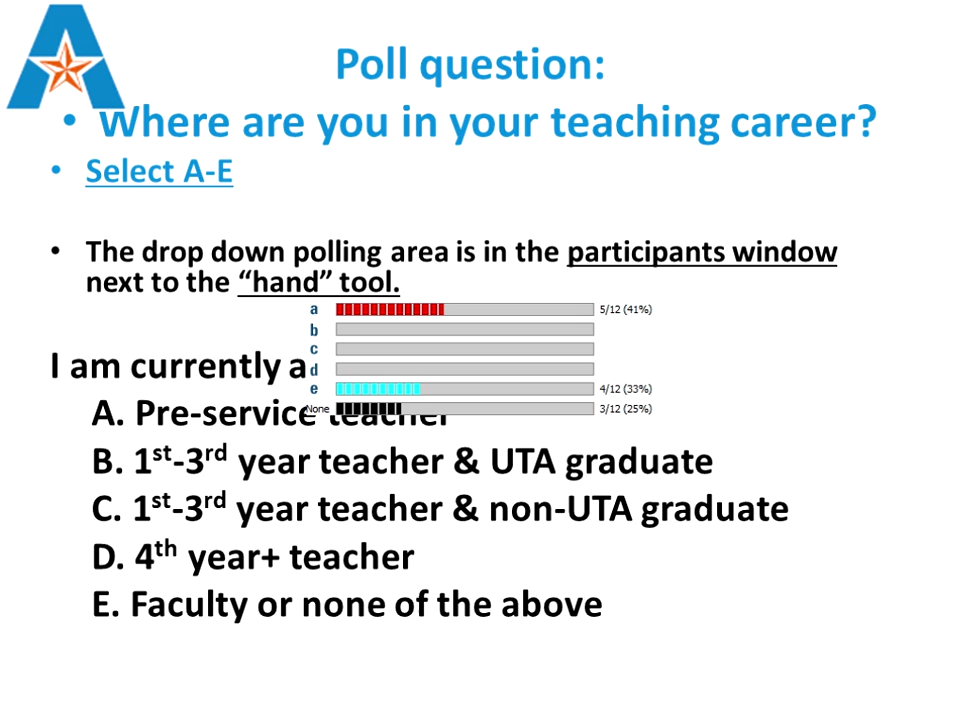 Poll question:
• Where are you in your teaching career?
• Select A-E
• The drop down polling area is in the participants window
next to the “hand” tool.
a 5/12 (41%)
b
c
I am currently a
d
e 4/12 (33%)
None 3/12 (25%)
A. Pre-service teacher
B. 1st-3rd year teacher & UTA graduate
C. 1st-3rd year teacher & non-UTA graduate
D. 4th year+ teacher
E. Faculty or none of the above